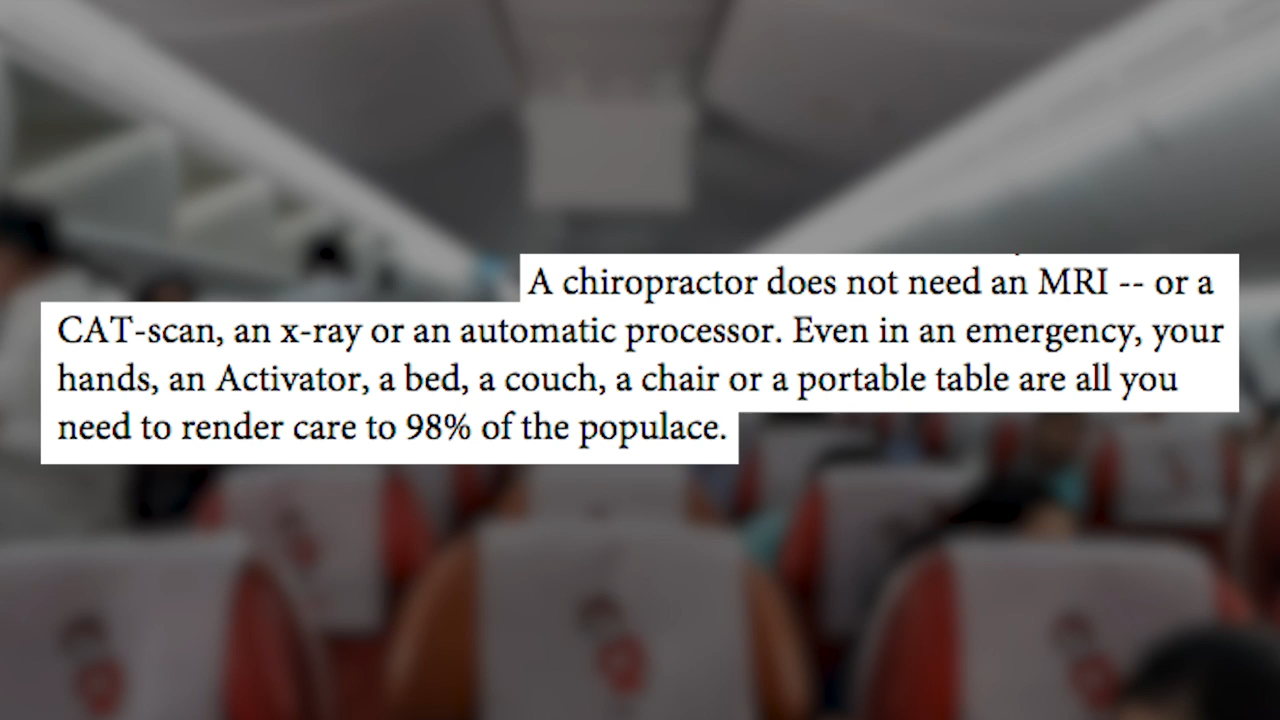 A chiropractor does not need an MRI -- or a
CAT-scan, an x-ray or an automatic processor. Even in an emergency, your
hands, an Activator, a bed, a couch, a chair or a portable table are all you
need to render care to 98% of the populace.